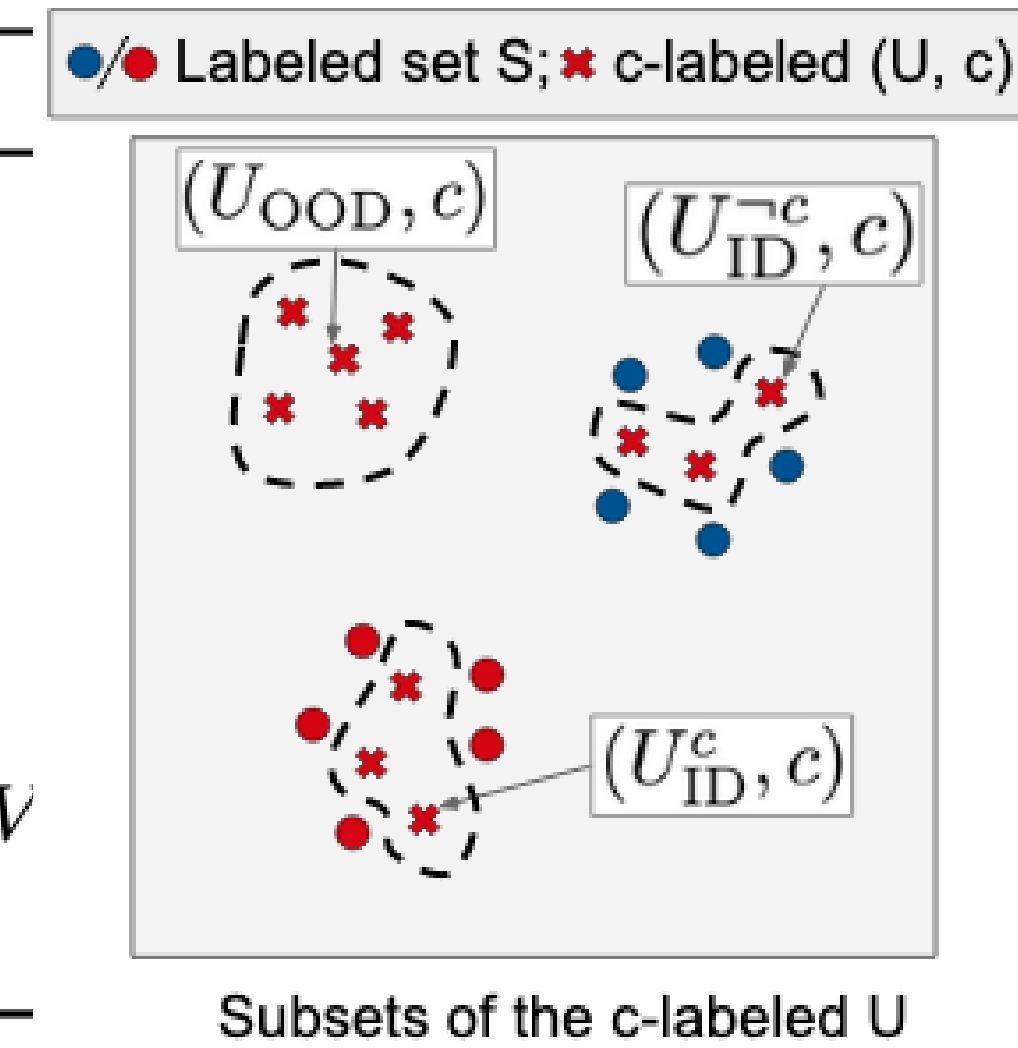 / Labeled set S; c-labeled (U, c)
(U_OOD, c)
(U_ID^¬c, c)
(U_ID^c, c)
Subsets of the c-labeled U